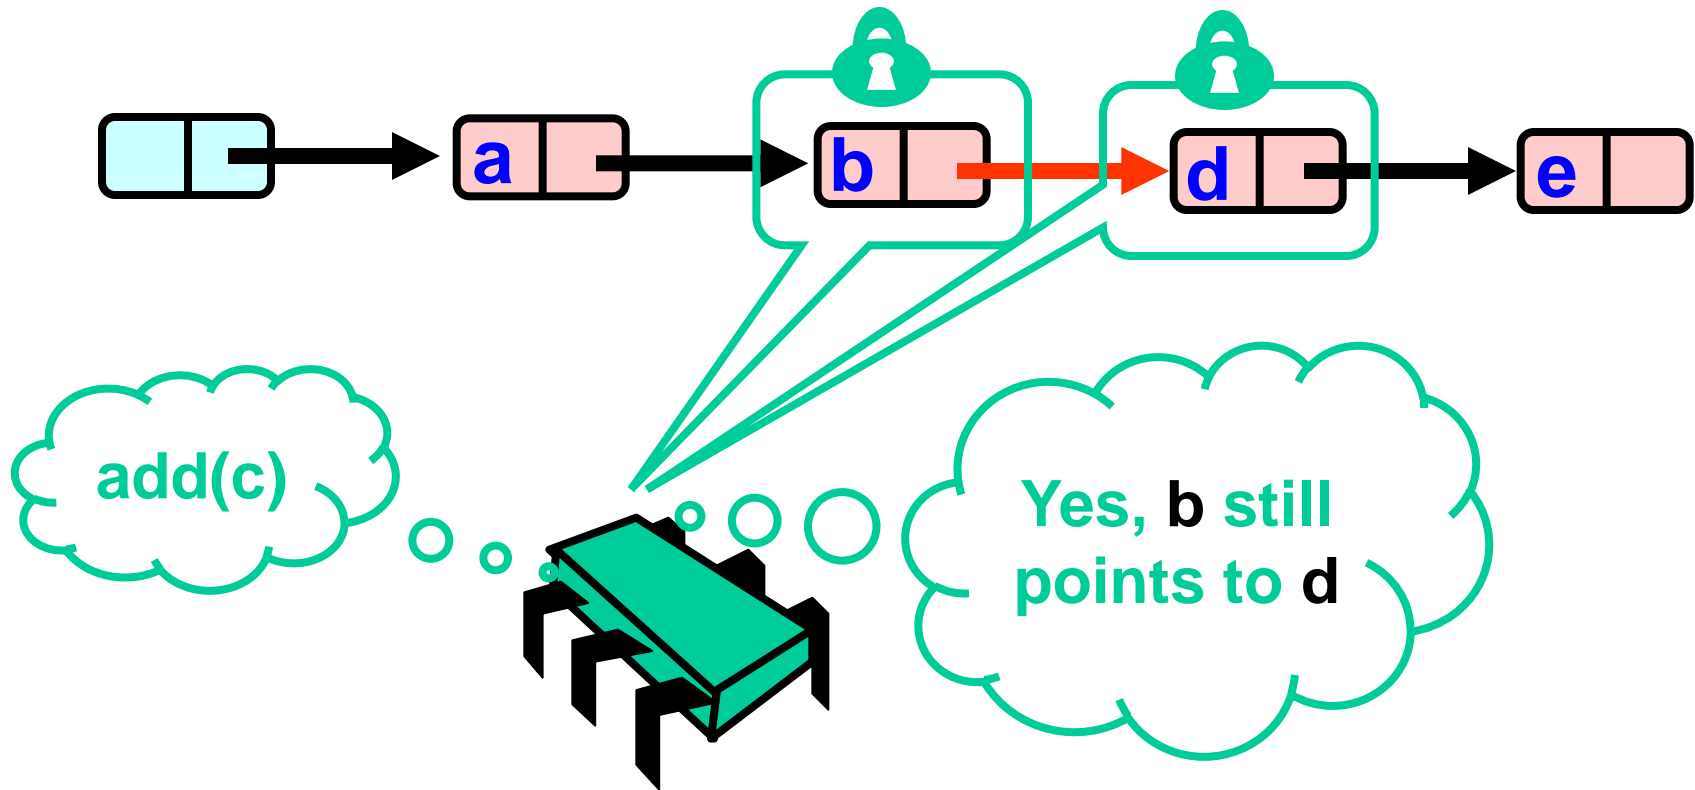 a
b
d
e
add(c)
Yes, b still
points to d